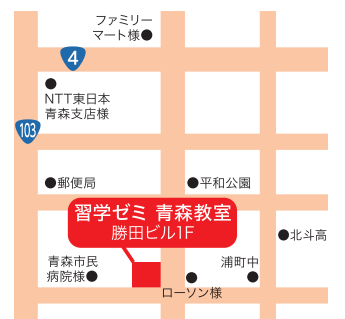 ファミリー
マート様
4
NTT東日本
青森支店様
103
郵便局
平和公園
習学ゼミ 青森教室
勝田ビル1F
北斗高
青森市民
病院様
浦町中
ローソン様